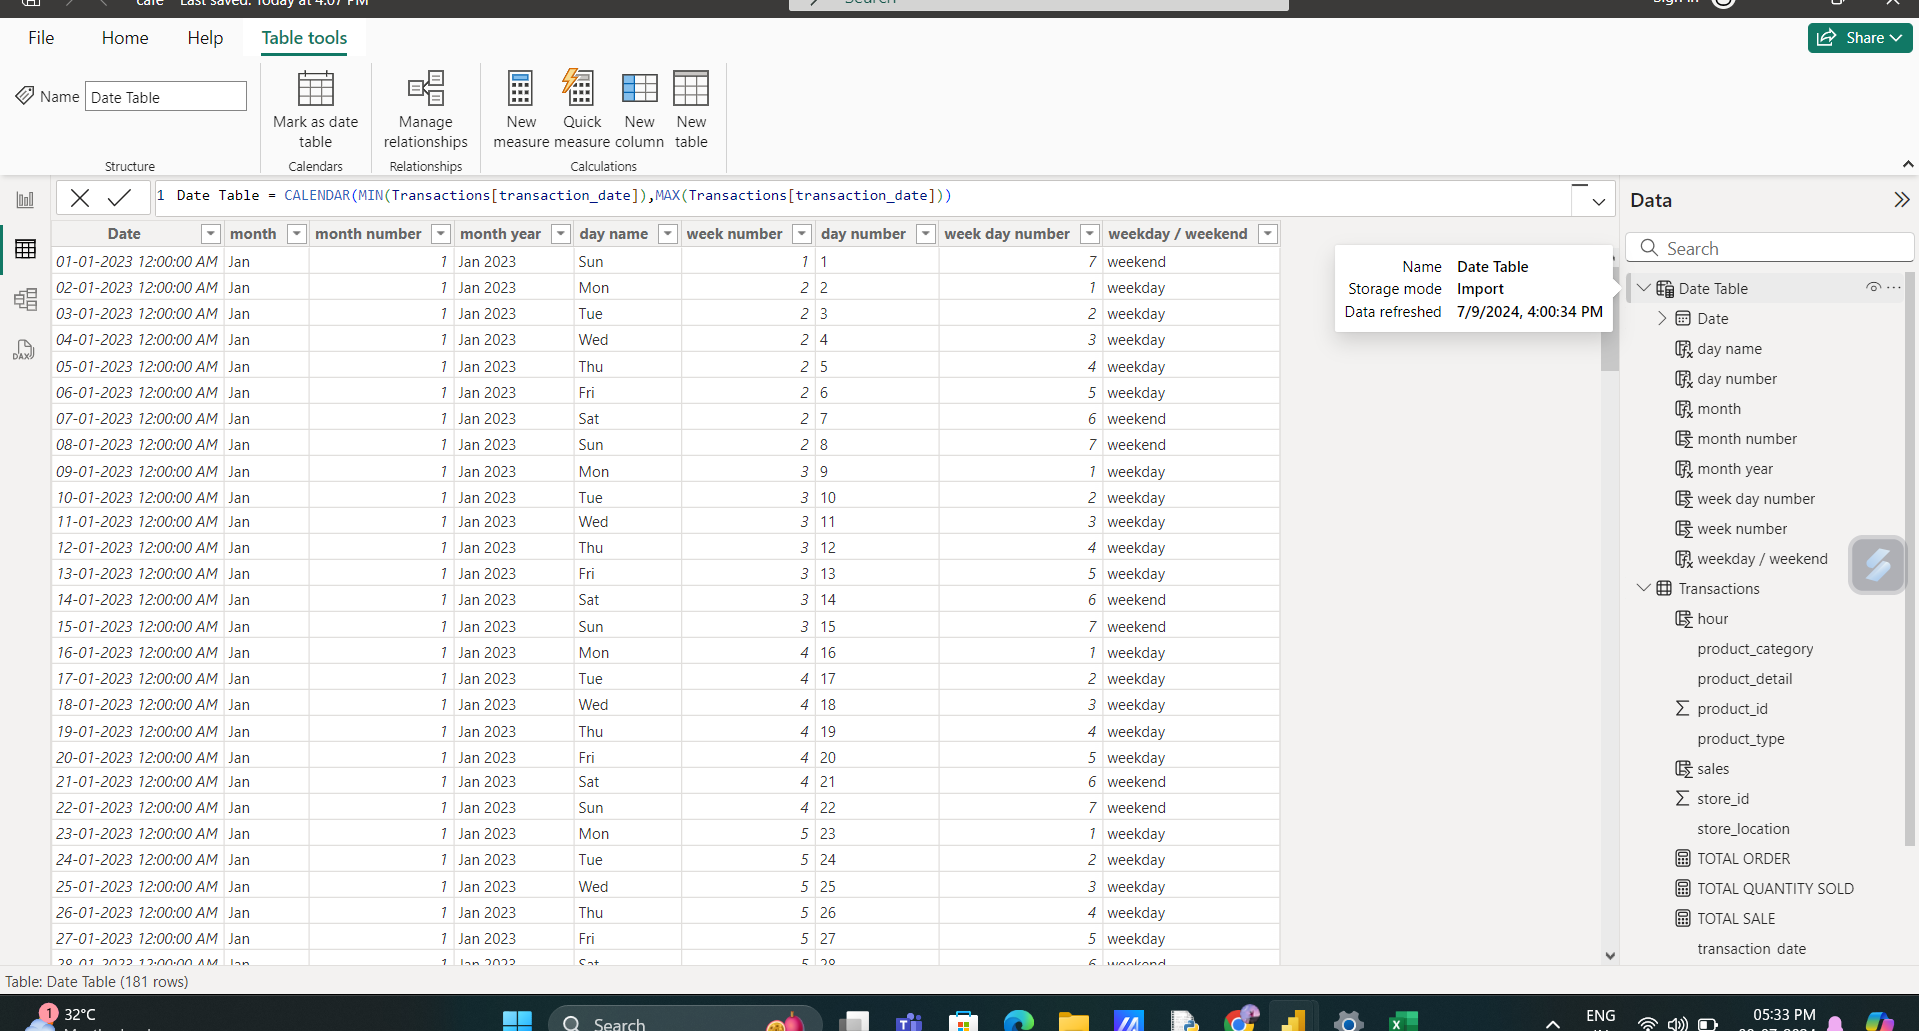 cafe Last saved: Today at 4:07 PM
Search
Sign in
File Home Help Table tools
Share
Name Date Table
Mark as date table
Manage relationships
New measure
Quick measure
New column
New table
Structure Calendars Relationships Calculations
1 Date Table = CALENDAR(MIN(Transactions[transaction_date]),MAX(Transactions[transaction_date]))
Date month month number month year day name week number day number week day number weekday / weekend
01-01-2023 12:00:00 AM Jan 1 Jan 2023 Sun 1 1 7 weekend
02-01-2023 12:00:00 AM Jan 1 Jan 2023 Mon 2 2 1 weekday
03-01-2023 12:00:00 AM Jan 1 Jan 2023 Tue 2 3 2 weekday
04-01-2023 12:00:00 AM Jan 1 Jan 2023 Wed 2 4 3 weekday
05-01-2023 12:00:00 AM Jan 1 Jan 2023 Thu 2 5 4 weekday
06-01-2023 12:00:00 AM Jan 1 Jan 2023 Fri 2 6 5 weekday
07-01-2023 12:00:00 AM Jan 1 Jan 2023 Sat 2 7 6 weekend
08-01-2023 12:00:00 AM Jan 1 Jan 2023 Sun 2 8 7 weekend
09-01-2023 12:00:00 AM Jan 1 Jan 2023 Mon 3 9 1 weekday
10-01-2023 12:00:00 AM Jan 1 Jan 2023 Tue 3 10 2 weekday
11-01-2023 12:00:00 AM Jan 1 Jan 2023 Wed 3 11 3 weekday
12-01-2023 12:00:00 AM Jan 1 Jan 2023 Thu 3 12 4 weekday
13-01-2023 12:00:00 AM Jan 1 Jan 2023 Fri 3 13 5 weekday
14-01-2023 12:00:00 AM Jan 1 Jan 2023 Sat 3 14 6 weekend
15-01-2023 12:00:00 AM Jan 1 Jan 2023 Sun 3 15 7 weekend
16-01-2023 12:00:00 AM Jan 1 Jan 2023 Mon 4 16 1 weekday
17-01-2023 12:00:00 AM Jan 1 Jan 2023 Tue 4 17 2 weekday
18-01-2023 12:00:00 AM Jan 1 Jan 2023 Wed 4 18 3 weekday
19-01-2023 12:00:00 AM Jan 1 Jan 2023 Thu 4 19 4 weekday
20-01-2023 12:00:00 AM Jan 1 Jan 2023 Fri 4 20 5 weekday
21-01-2023 12:00:00 AM Jan 1 Jan 2023 Sat 4 21 6 weekend
22-01-2023 12:00:00 AM Jan 1 Jan 2023 Sun 4 22 7 weekend
23-01-2023 12:00:00 AM Jan 1 Jan 2023 Mon 5 23 1 weekday
24-01-2023 12:00:00 AM Jan 1 Jan 2023 Tue 5 24 2 weekday
25-01-2023 12:00:00 AM Jan 1 Jan 2023 Wed 5 25 3 weekday
26-01-2023 12:00:00 AM Jan 1 Jan 2023 Thu 5 26 4 weekday
27-01-2023 12:00:00 AM Jan 1 Jan 2023 Fri 5 27 5 weekday
28-01-2023 12:00:00 AM Jan 1 Jan 2023 Sat 5 28 6 weekend
Name Date Table
Storage mode Import
Data refreshed 7/9/2024, 4:00:34 PM
Data
Search
Date Table
Date
day name
day number
month
month number
month year
week day number
week number
weekday / weekend
Transactions
hour
product_category
product_detail
product_id
product_type
sales
store_id
store_location
TOTAL ORDER
TOTAL QUANTITY SOLD
TOTAL SALE
transaction_date
Table: Date Table (181 rows)
1 32°C
Search
ENG
05:33 PM